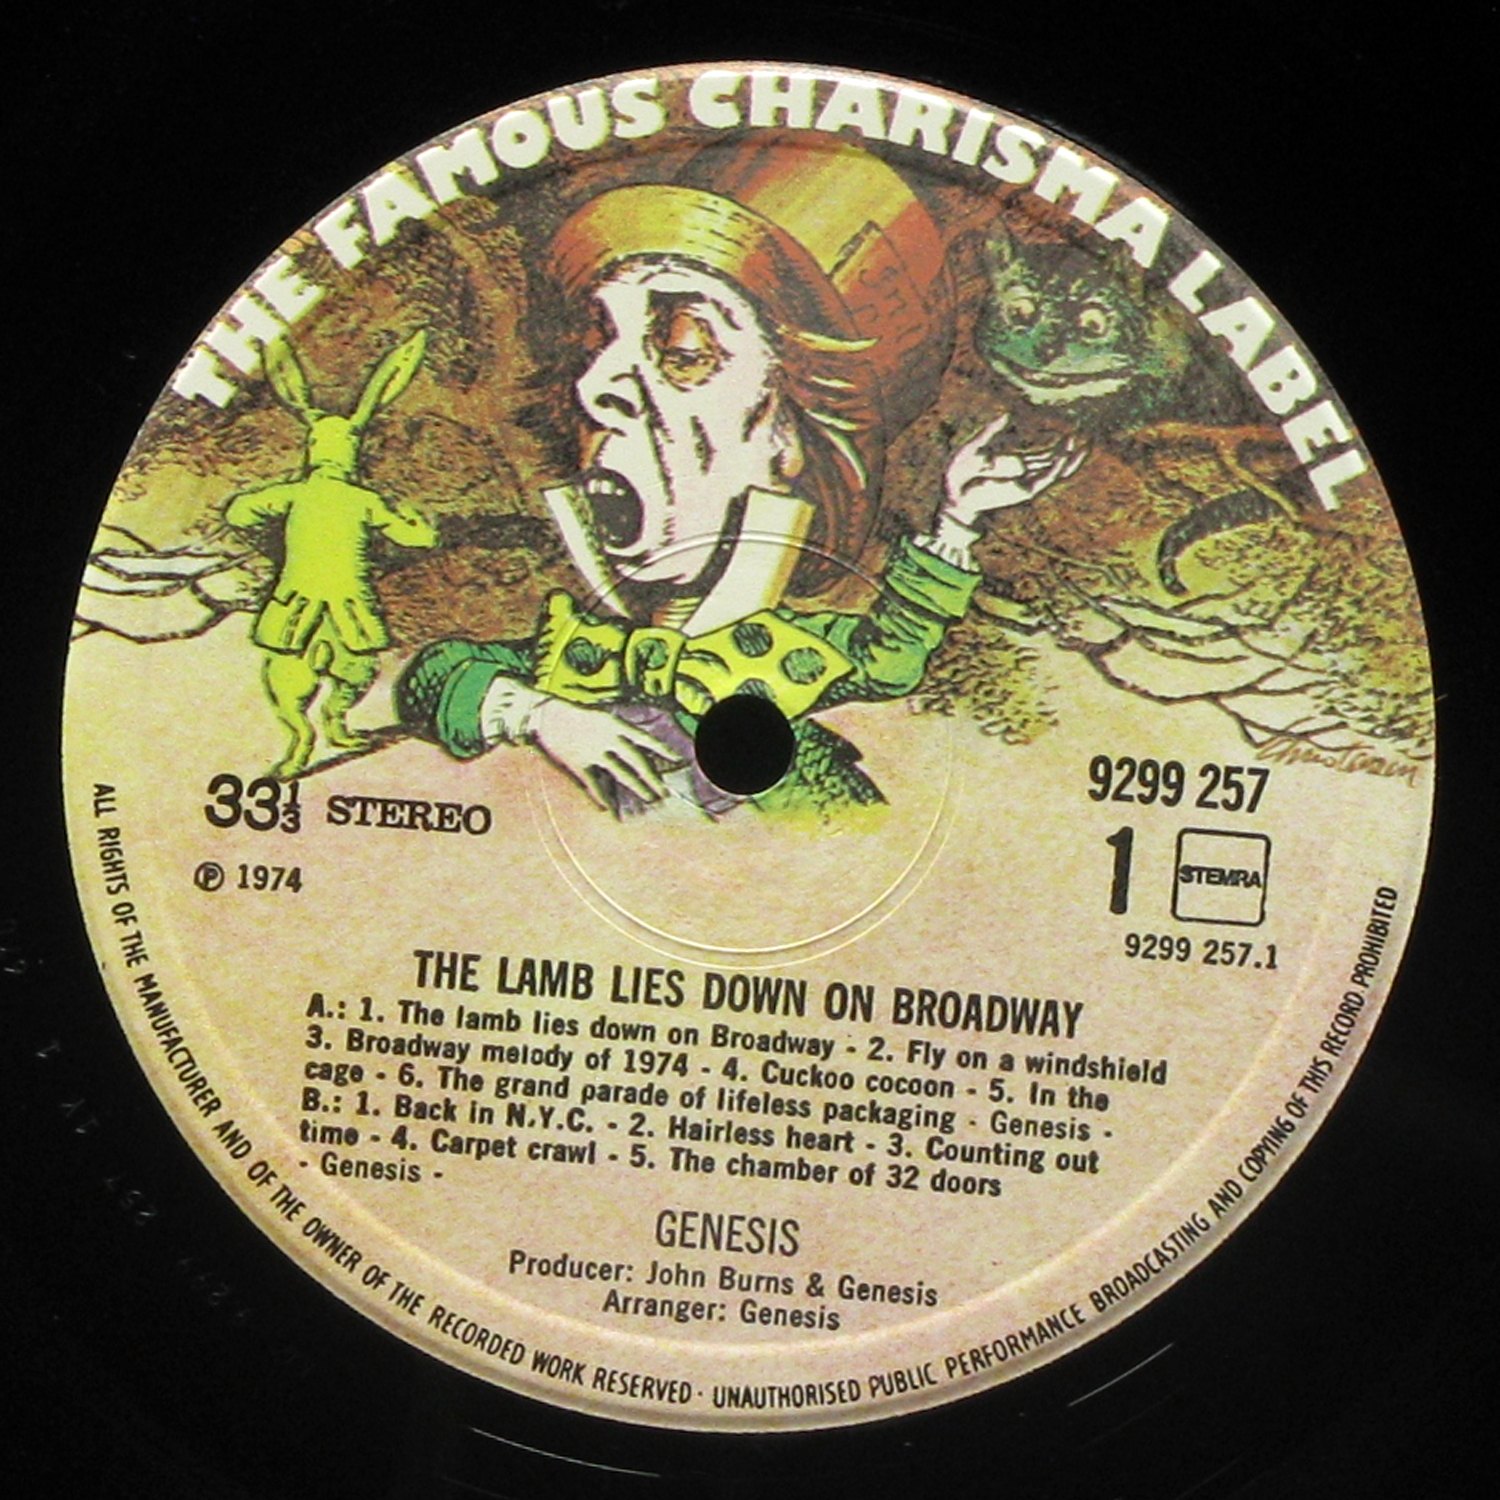 THE FAMOUS CHARISMA LABEL
33⅓ STEREO
℗ 1974
9299 257
1
STEMRA
9299 257.1
THE LAMB LIES DOWN ON BROADWAY
A.: 1. The lamb lies down on Broadway - 2. Fly on a windshield
3. Broadway melody of 1974 - 4. Cuckoo cocoon - 5. In the
cage - 6. The grand parade of lifeless packaging - Genesis -
B.: 1. Back in N.Y.C. - 2. Hairless heart - 3. Counting out
time - 4. Carpet crawl - 5. The chamber of 32 doors
- Genesis -
GENESIS
Producer: John Burns & Genesis
Arranger: Genesis
ALL RIGHTS OF THE MANUFACTURER AND OF THE OWNER OF THE RECORDED WORK RESERVED · UNAUTHORISED PUBLIC PERFORMANCE BROADCASTING AND COPYING OF THIS RECORD PROHIBITED